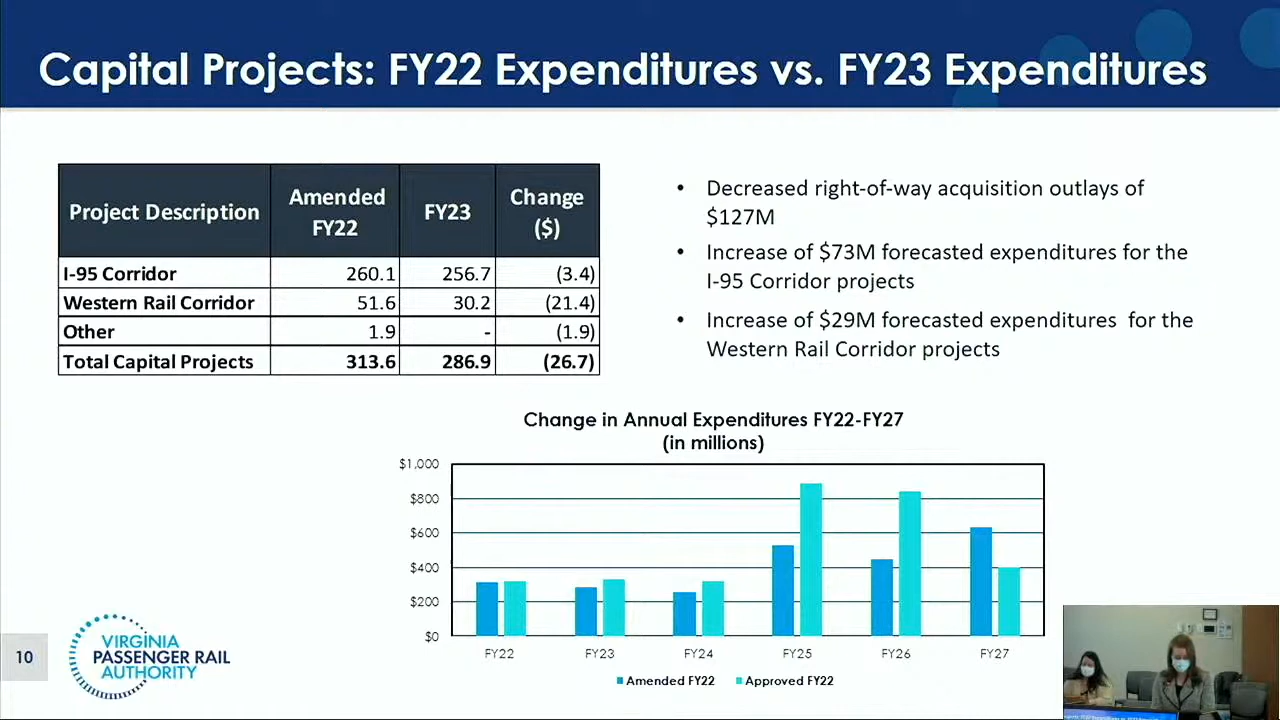 Capital Projects: FY22 Expenditures vs. FY23 Expenditures
Project Description Amended FY22 FY23 Change ($)
I-95 Corridor 260.1 256.7 (3.4)
Western Rail Corridor 51.6 30.2 (21.4)
Other 1.9 - (1.9)
Total Capital Projects 313.6 286.9 (26.7)
• Decreased right-of-way acquisition outlays of
$127M
• Increase of $73M forecasted expenditures for the
I-95 Corridor projects
• Increase of $29M forecasted expenditures for the
Western Rail Corridor projects
Change in Annual Expenditures FY22-FY27
(in millions)
$1,000
$800
$600
$400
$200
$0
FY22 FY23 FY24 FY25 FY26 FY27
Amended FY22 Approved FY22
10
VIRGINIA
PASSENGER RAIL
AUTHORITY